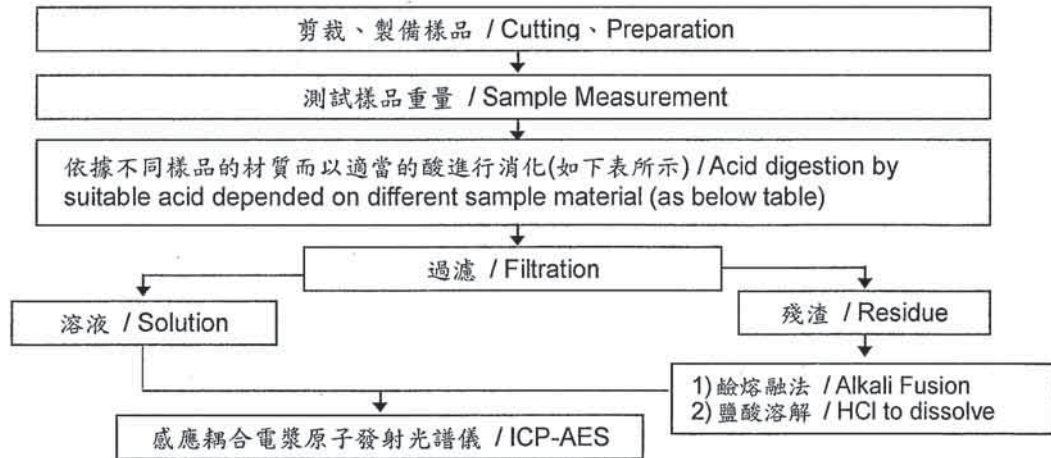 剪裁、製備樣品 / Cutting、Preparation
測試樣品重量 / Sample Measurement
依據不同樣品的材質而以適當的酸進行消化(如下表所示) / Acid digestion by
suitable acid depended on different sample material (as below table)
過濾 / Filtration
溶液 / Solution
殘渣 / Residue
1)鹼熔融法 / Alkali Fusion
2)鹽酸溶解 / HCl to dissolve
感應耦合電漿原子發射光譜儀 / ICP-AES